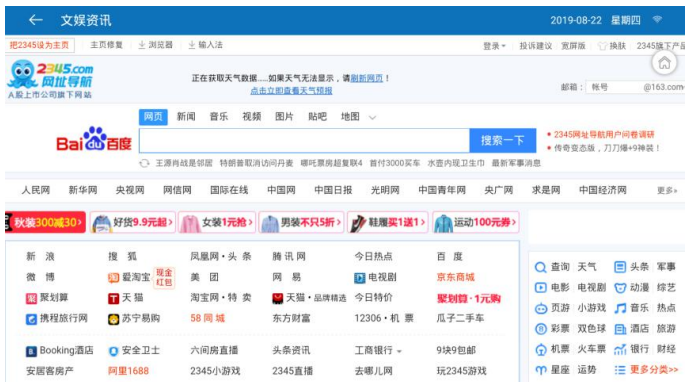 文娱资讯 2019-08-22 星期四
把2345设为主页 主页修复 浏览器 输入法 登录 投诉建议 宽屏版 换肤 2345旗下产品
2345.com
网址导航
A股上市公司旗下网站
正在获取天气数据......如果天气无法显示，请刷新网页！
点击立即查看天气预报
邮箱： 帐号 @163.com
网页 新闻 音乐 视频 图片 贴吧 地图
Bai du 百度 搜索一下
2345网址导航用户问卷调研
传奇变态版，刀刀爆+9神装！
王源肖战是邻居 特朗普取消访问丹麦 哪吒票房超复联4 首付3000买车 水壶内现卫生巾 最新军事消息
人民网 新华网 央视网 网信网 国际在线 中国网 中国日报 光明网 中国青年网 央广网 求是网 中国经济网 更多»
秋装300减30> 好货9.9元起> 女装1元抢> 男装不只5折> 鞋履买1送1> 运动100元券>
新 浪 搜 狐 凤凰网·头 条 腾 讯 网 今日热点 百 度
微 博 爱淘宝 现金红包 美 团 网 易 电视剧 京东商城
聚划算 天 猫 淘宝网·特 卖 天猫·品牌精选 今日特价 聚划算·1元购
携程旅行网 苏宁易购 58 同 城 东方财富 12306·机 票 瓜子二手车
Booking酒店 安全卫士 六间房直播 头条资讯 工商银行 9块9包邮
安居客房产 阿里1688 2345小游戏 2345直播 去哪儿网 玩2345游戏
查询 天气 头条 军事
电影 电视剧 动漫 综艺
页游 小游戏 音乐 热点
彩票 双色球 酒店 旅游
机票 火车票 银行 财经
星座 运势 更多分类>>